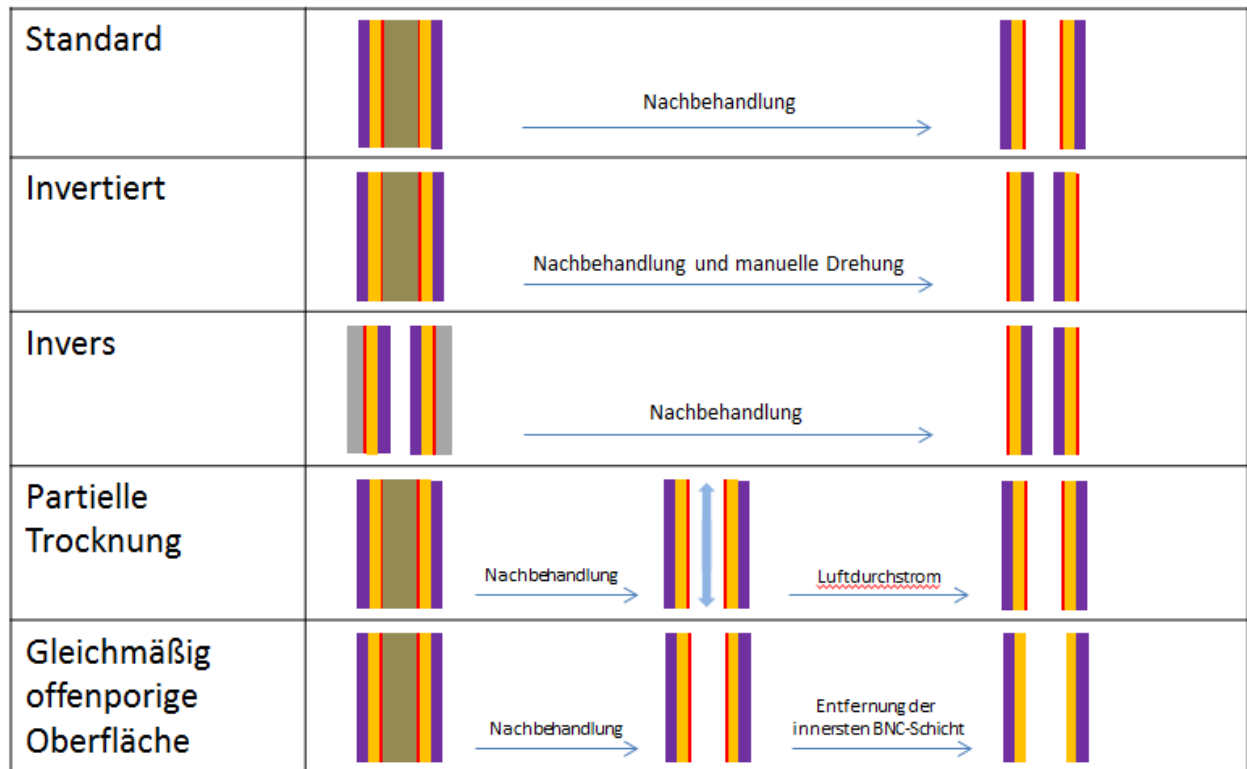 Standard
Nachbehandlung
Invertiert
Nachbehandlung und manuelle Drehung
Invers
Nachbehandlung
Partielle
Trocknung
Nachbehandlung
Luftdurchstrom
Gleichmäßig
offenporige
Oberfläche
Nachbehandlung
Entfernung der
innersten BNC-Schicht